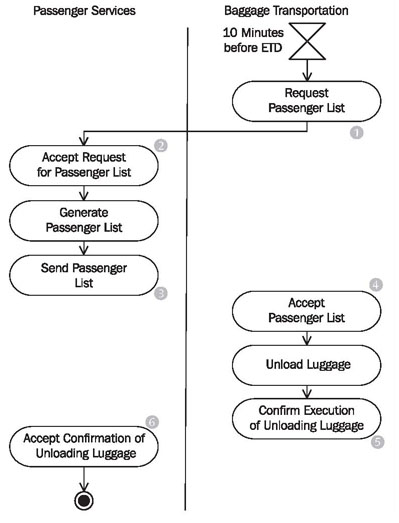 Passenger Services
Baggage Transportation
10 Minutes
before ETD
Request
Passenger List
1
2
Accept Request
for Passenger List
Generate
Passenger List
Send Passenger
List
3
4
Accept
Passenger List
Unload Luggage
Confirm Execution
of Unloading Luggage
5
6
Accept Confirmation of
Unloading Luggage